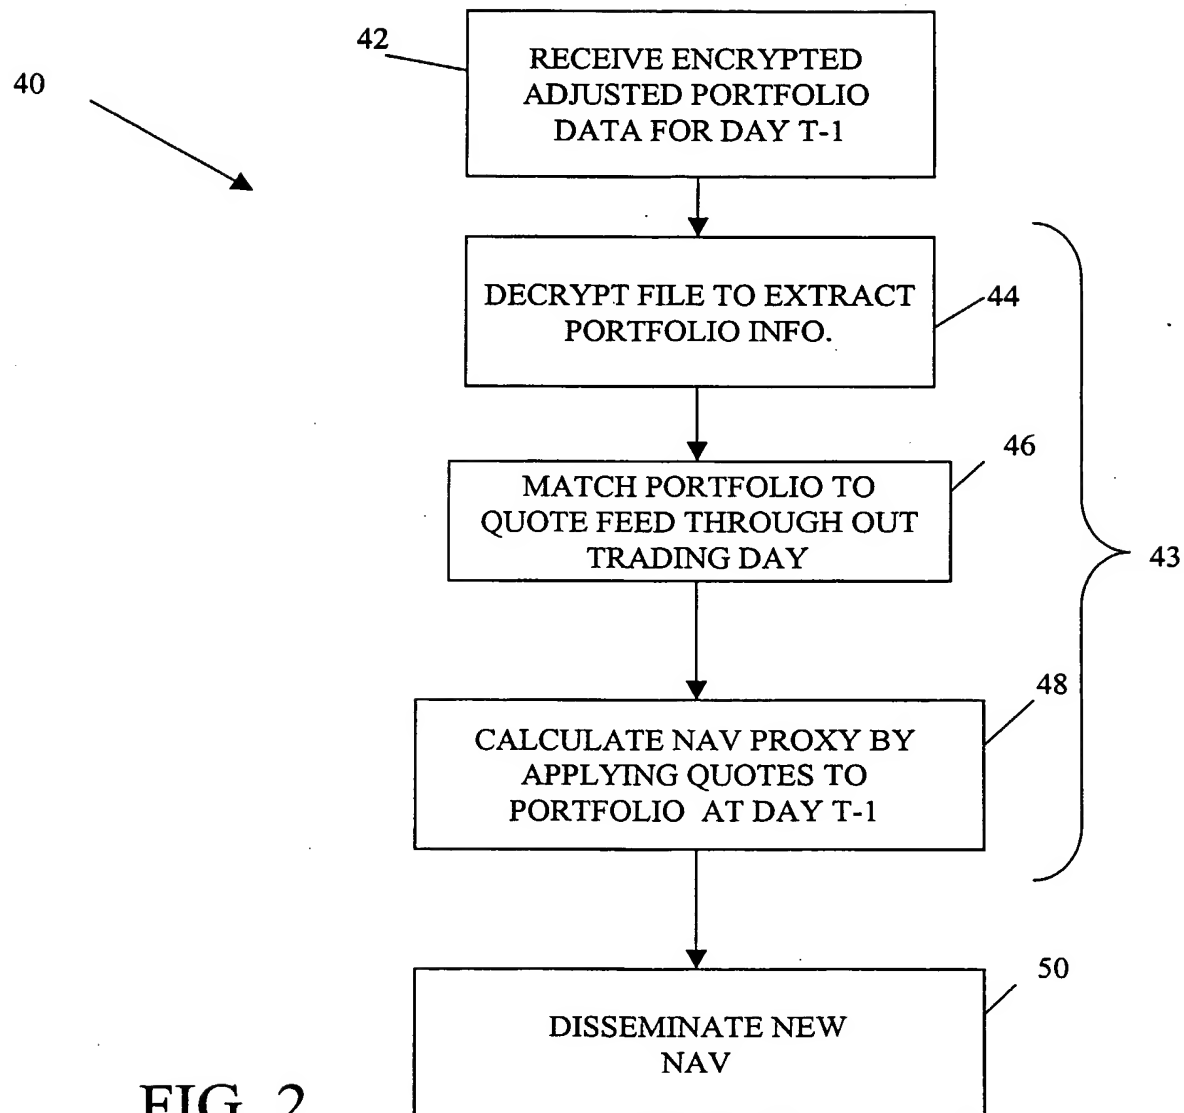 42
RECEIVE ENCRYPTED
ADJUSTED PORTFOLIO
DATA FOR DAY T-1
40
DECRYPT FILE TO EXTRACT
PORTFOLIO INFO.
44
46
MATCH PORTFOLIO TO
QUOTE FEED THROUGH OUT
TRADING DAY
43
48
CALCULATE NAV PROXY BY
APPLYING QUOTES TO
PORTFOLIO AT DAY T-1
50
DISSEMINATE NEW
NAV
FIG. 2